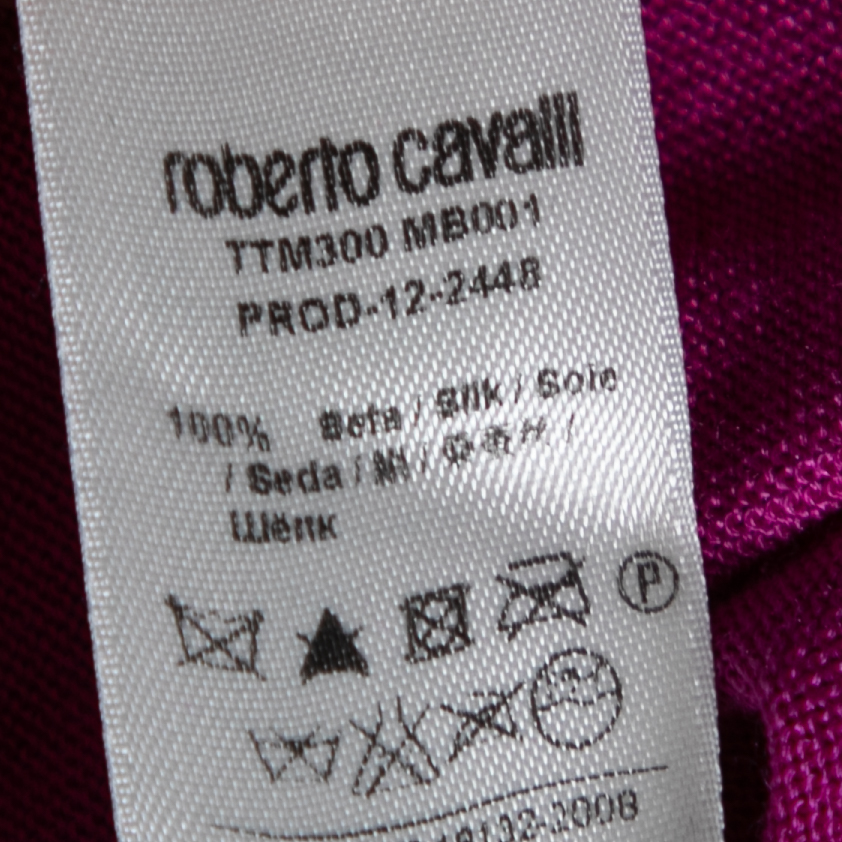 roberto cavalli
TTM300 MB001
PROD-12-2448
100% Seta / Silk / Soie
/ Seda / /
Шёлк
P